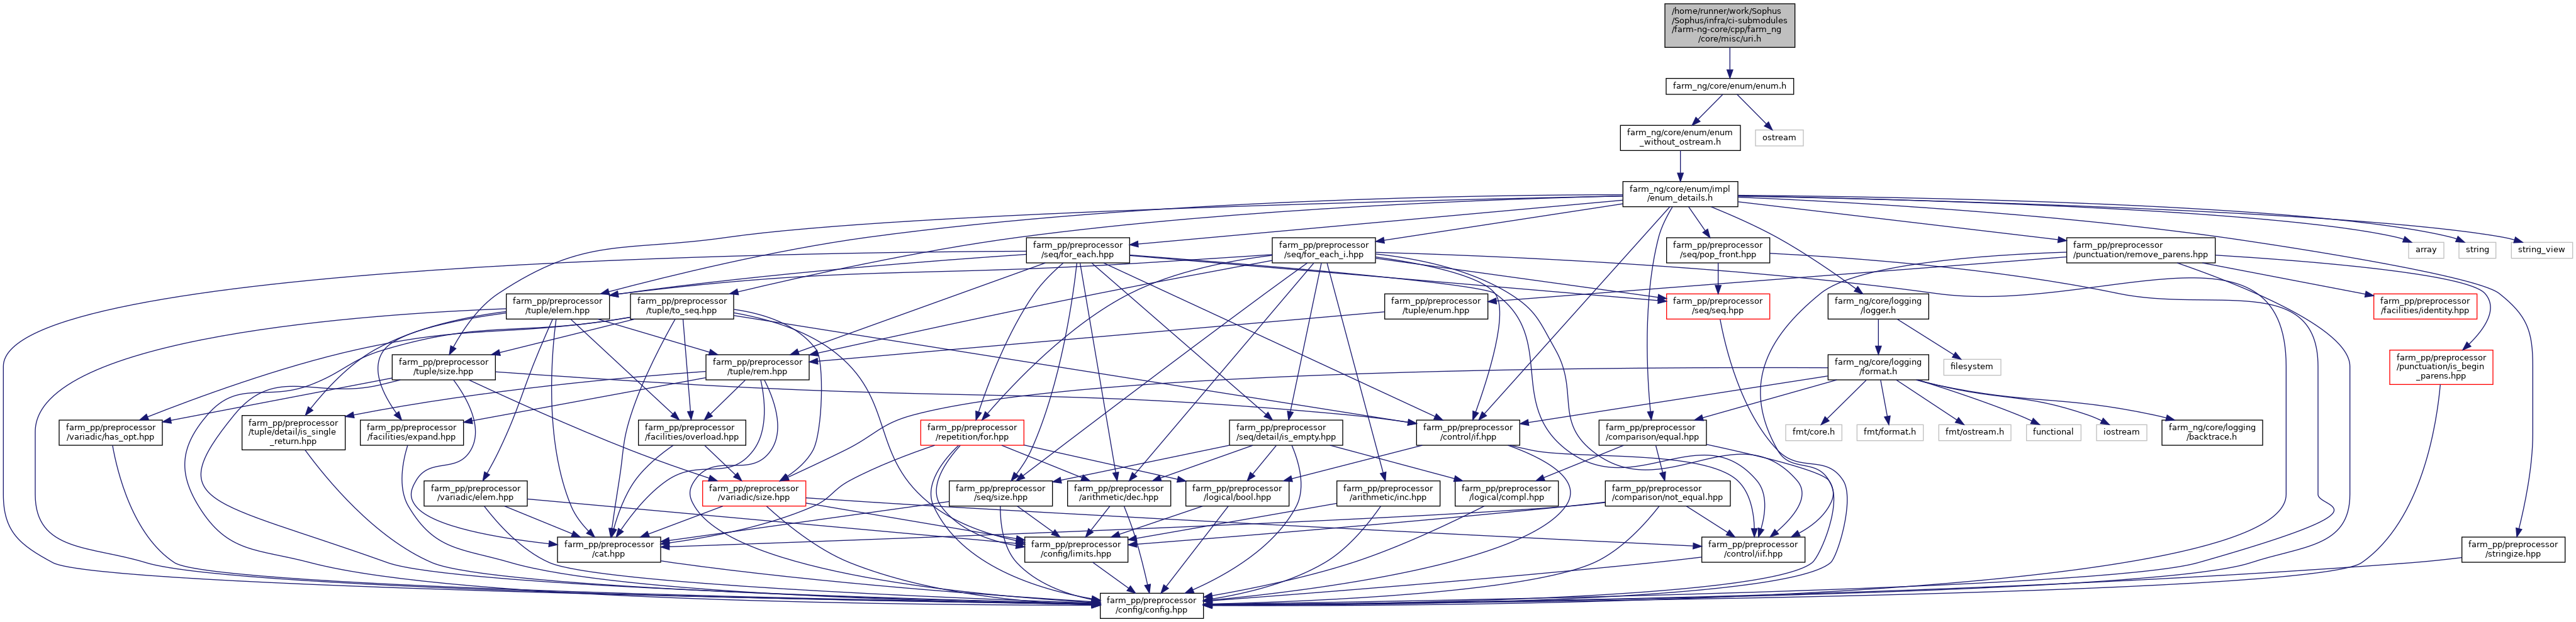 /home/runner/work/Sophus
/Sophus/infra/ci-submodules
/farm-ng-core/cpp/farm_ng
/core/misc/uri.h
farm_ng/core/enum/enum.h
farm_ng/core/enum/enum
_without_ostream.h
ostream
farm_ng/core/enum/impl
/enum_details.h
farm_pp/preprocessor
/seq/for_each.hpp
farm_pp/preprocessor
/seq/for_each_i.hpp
farm_pp/preprocessor
/seq/pop_front.hpp
farm_pp/preprocessor
/punctuation/remove_parens.hpp
array
string
string_view
farm_pp/preprocessor
/tuple/elem.hpp
farm_pp/preprocessor
/tuple/to_seq.hpp
farm_pp/preprocessor
/tuple/enum.hpp
farm_pp/preprocessor
/seq/seq.hpp
farm_ng/core/logging
/logger.h
farm_pp/preprocessor
/facilities/identity.hpp
farm_pp/preprocessor
/tuple/size.hpp
farm_pp/preprocessor
/tuple/rem.hpp
farm_ng/core/logging
/format.h
filesystem
farm_pp/preprocessor
/punctuation/is_begin
_parens.hpp
farm_pp/preprocessor
/variadic/has_opt.hpp
farm_pp/preprocessor
/tuple/detail/is_single
_return.hpp
farm_pp/preprocessor
/facilities/expand.hpp
farm_pp/preprocessor
/facilities/overload.hpp
farm_pp/preprocessor
/repetition/for.hpp
farm_pp/preprocessor
/seq/detail/is_empty.hpp
farm_pp/preprocessor
/control/if.hpp
farm_pp/preprocessor
/comparison/equal.hpp
fmt/core.h
fmt/format.h
fmt/ostream.h
functional
iostream
farm_ng/core/logging
/backtrace.h
farm_pp/preprocessor
/variadic/elem.hpp
farm_pp/preprocessor
/variadic/size.hpp
farm_pp/preprocessor
/seq/size.hpp
farm_pp/preprocessor
/arithmetic/dec.hpp
farm_pp/preprocessor
/logical/bool.hpp
farm_pp/preprocessor
/arithmetic/inc.hpp
farm_pp/preprocessor
/logical/compl.hpp
farm_pp/preprocessor
/comparison/not_equal.hpp
farm_pp/preprocessor
/cat.hpp
farm_pp/preprocessor
/config/limits.hpp
farm_pp/preprocessor
/control/iif.hpp
farm_pp/preprocessor
/stringize.hpp
farm_pp/preprocessor
/config/config.hpp